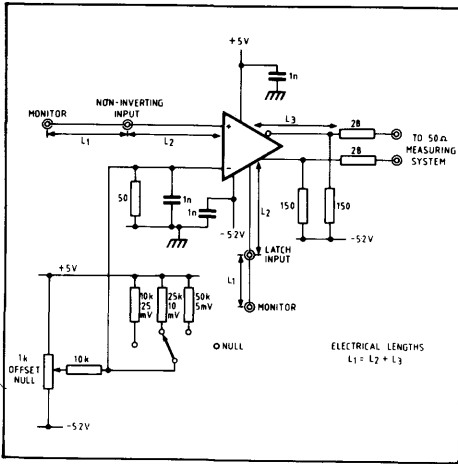 +5V
1n
MONITOR
NON-INVERTING
INPUT
L1
L2
L3
+
−
28
28
TO 50Ω
MEASURING
SYSTEM
50
1n
1n
-5·2V
L2
150
150
-5·2V
LATCH
INPUT
L1
MONITOR
+5V
10k
25
mV
25k
10
mV
50k
5mV
NULL
1k
OFFSET
NULL
10k
-5·2V
ELECTRICAL LENGTHS
L1 = L2 + L3